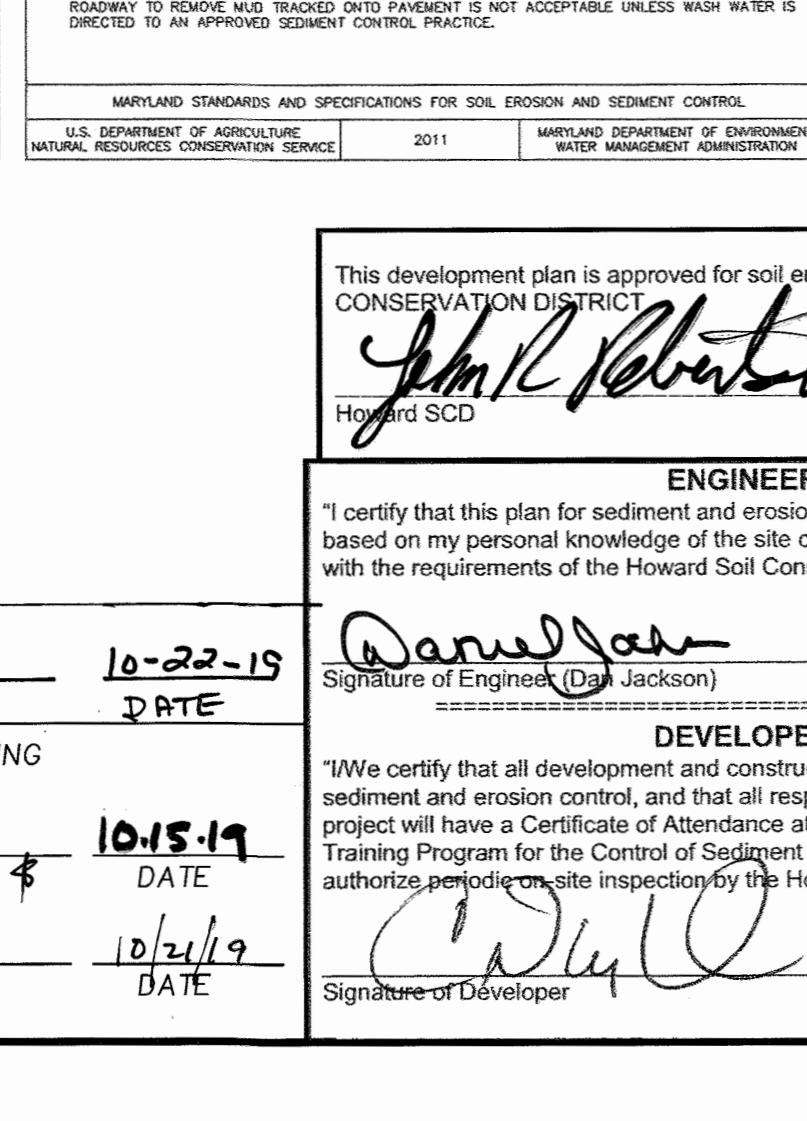 ROADWAY TO REMOVE MUD TRACKED ONTO PAVEMENT IS NOT ACCEPTABLE UNLESS WASH WATER IS
DIRECTED TO AN APPROVED SEDIMENT CONTROL PRACTICE.
MARYLAND STANDARDS AND SPECIFICATIONS FOR SOIL EROSION AND SEDIMENT CONTROL
U.S. DEPARTMENT OF AGRICULTURE
NATURAL RESOURCES CONSERVATION SERVICE
2011
MARYLAND DEPARTMENT OF ENVIRONMEN
WATER MANAGEMENT ADMINISTRATION
This development plan is approved for soil er
CONSERVATION DISTRICT
John R Roberts
Howard SCD
ENGINEER
"I certify that this plan for sediment and erosio
based on my personal knowledge of the site c
with the requirements of the Howard Soil Con
Daniel Jack
Signature of Engineer (Dan Jackson)
DEVELOPE
"I/We certify that all development and constru
sediment and erosion control, and that all resp
project will have a Certificate of Attendance a
Training Program for the Control of Sediment
authorize periodic on-site inspection by the Ho
Signature of Developer
10-22-19
DATE
NG
10.15.19
DATE
10/21/19
DATE